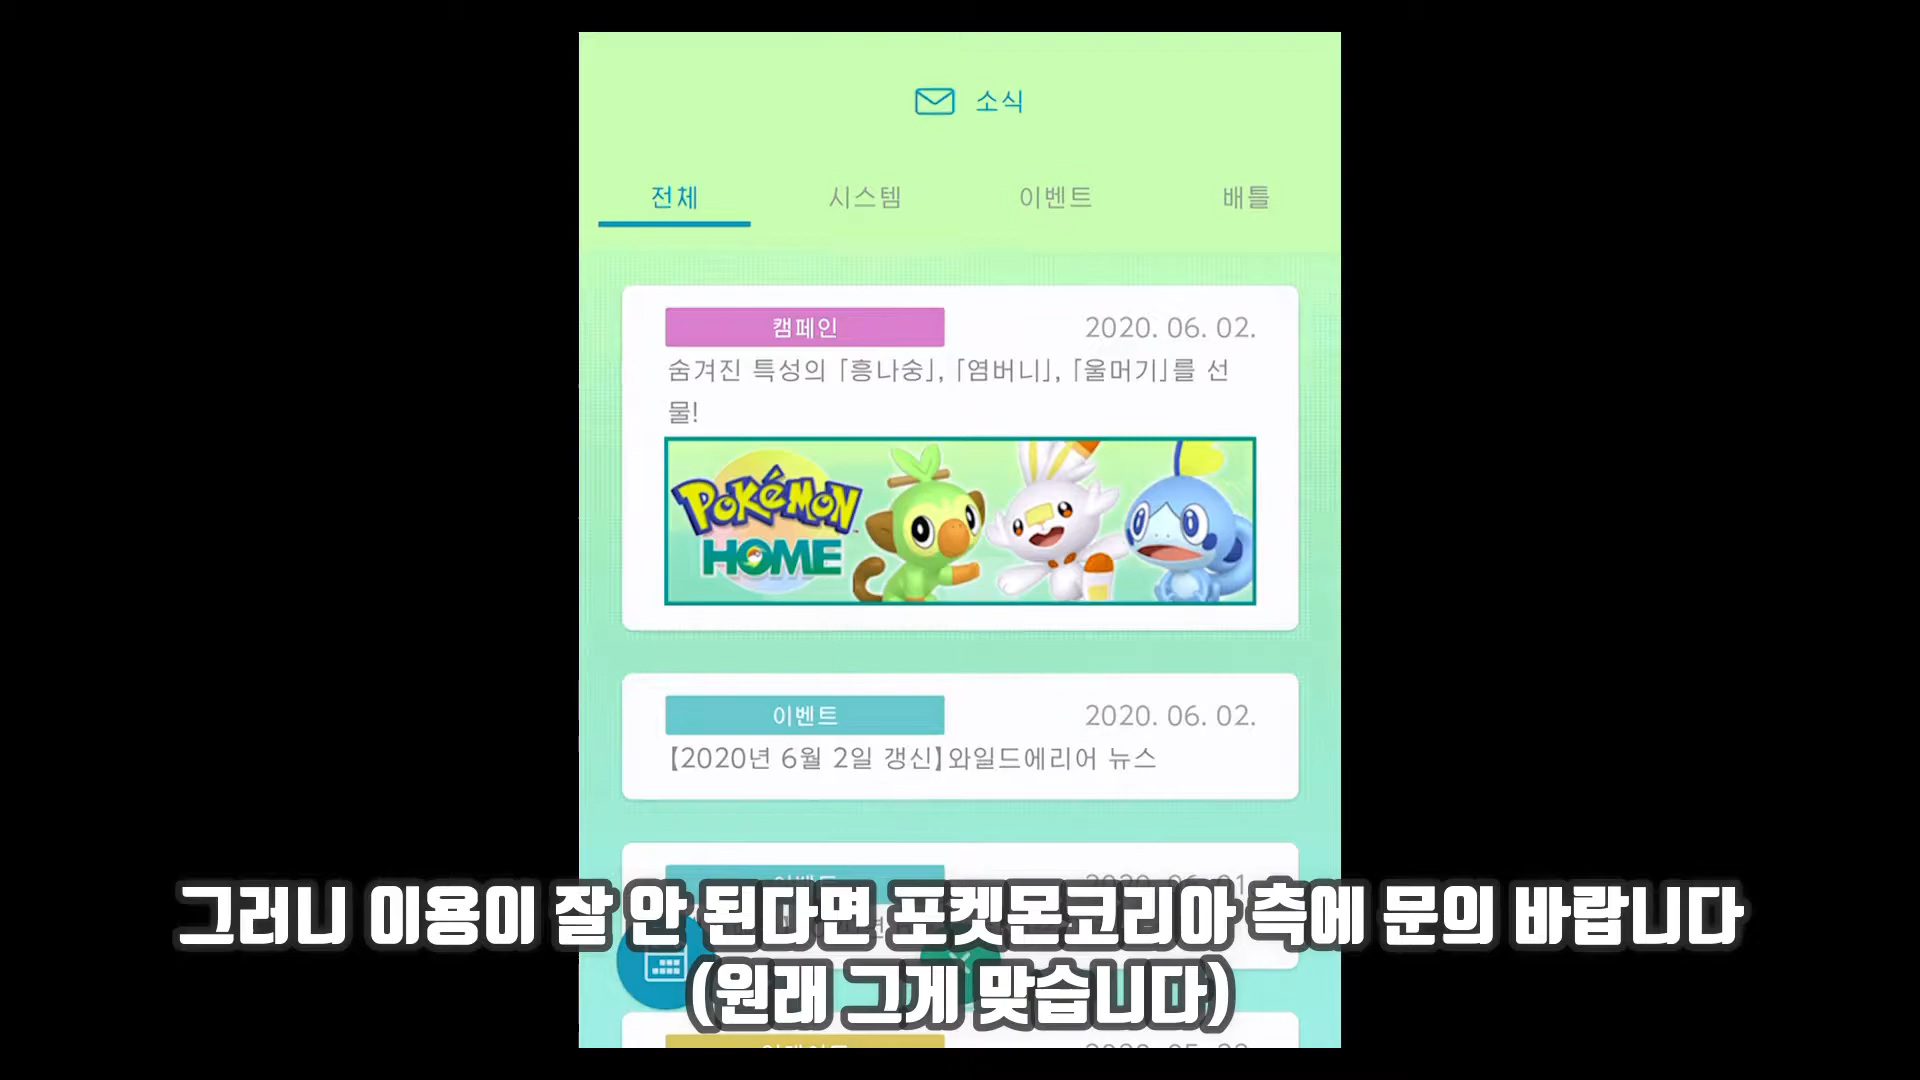 소식
전체 시스템 이벤트 배틀
캠페인 2020. 06. 02.
숨겨진 특성의 「흥나숭」, 「염버니」, 「울머기」를 선
물!
POKéMON
HOME
이벤트 2020. 06. 02.
【2020년 6월 2일 갱신】와일드에리어 뉴스
그러니 이용이 잘 안 된다면 포켓몬코리아 측에 문의 바랍니다
(원래 그게 맞습니다)